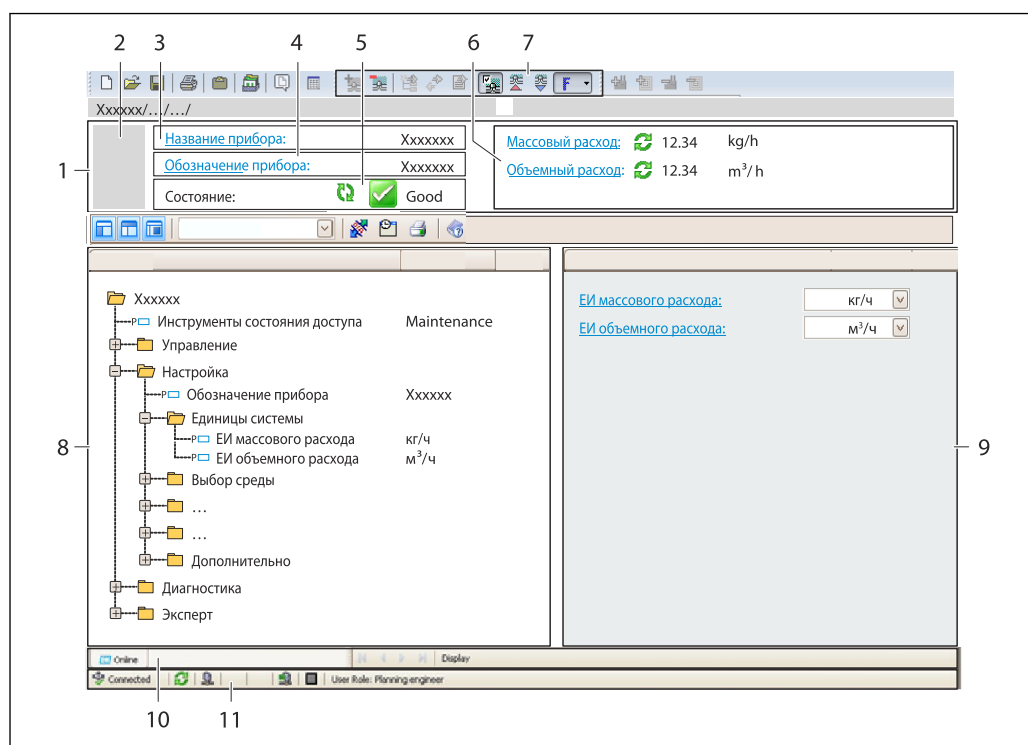 2 3 4 5 6 7
F
Xxxxxx/.../.../
1
Название прибора: Xxxxxxx
Обозначение прибора: Xxxxxxx
Состояние: Good
Массовый расход: 12.34 kg/h
Объемный расход: 12.34 m³/h
Xxxxxx
P Инструменты состояния доступа Maintenance
Управление
Настройка
P Обозначение прибора Xxxxxx
Единицы системы
P ЕИ массового расхода кг/ч
P ЕИ объемного расхода м³/ч
Выбор среды
...
...
Дополнительно
Диагностика
Эксперт
8
ЕИ массового расхода: кг/ч
ЕИ объемного расхода: м³/ч
9
Online Display
Connected User Role: Planning engineer
10 11